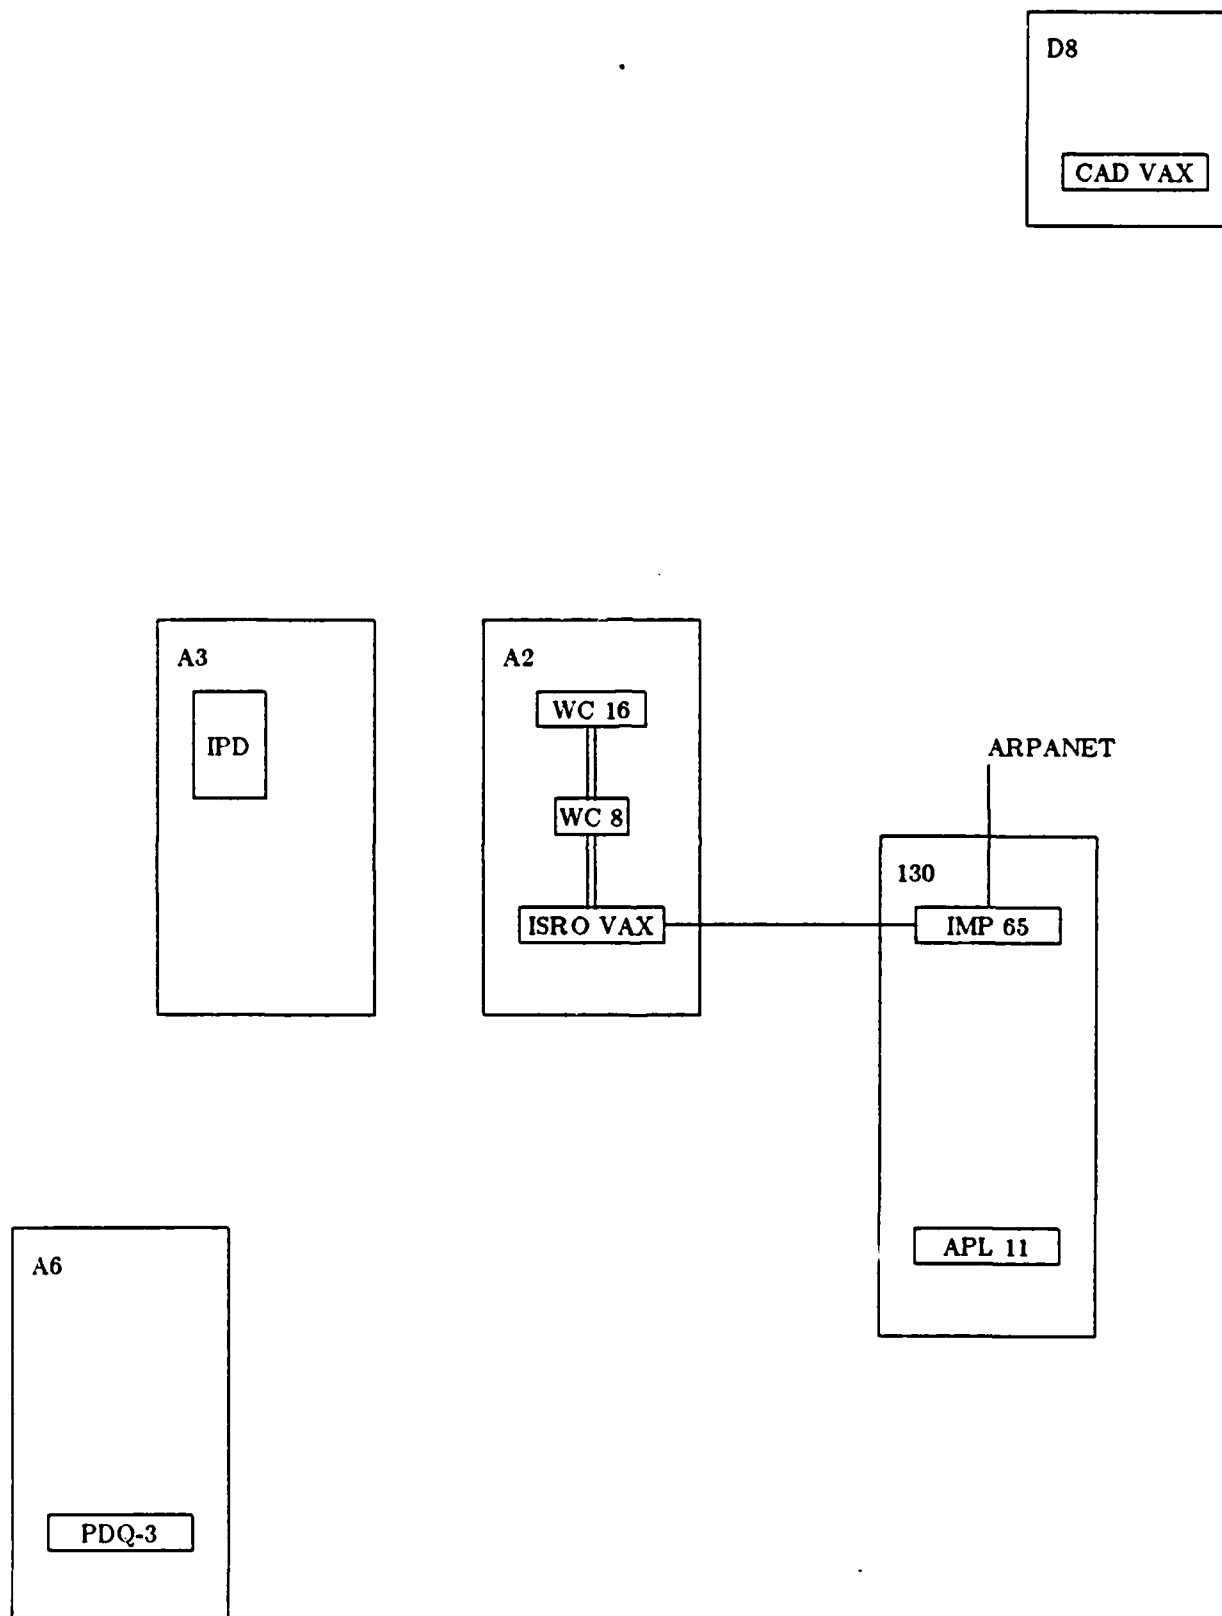 D8
CAD VAX
A3
IPD
A2
WC 16
WC 8
ISRO VAX
ARPANET
130
IMP 65
APL 11
A6
PDQ-3